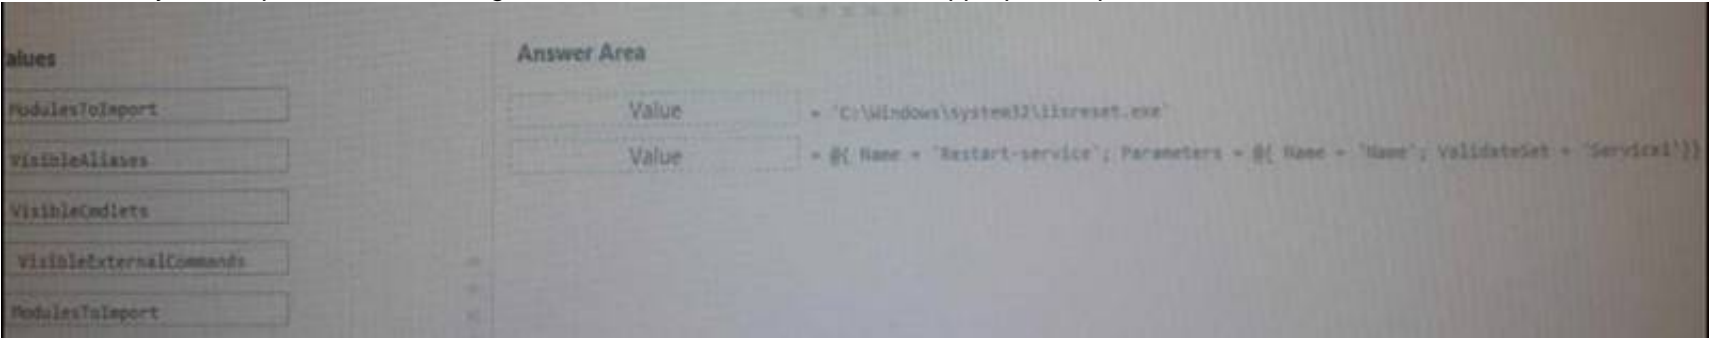 alues
Answer Area
ModulesToImport
Value = 'C:\Windows\system32\iisreset.exe'
VisibleAliases
Value = @{ Name = 'Restart-service'; Parameters = @{ Name = 'Name'; ValidateSet = 'Service1'}}
VisibleCmdlets
VisibleExternalCommands
ModulesToImport